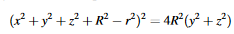 (x² + y² + z² + R² − r²)² = 4R²(y² + z²)